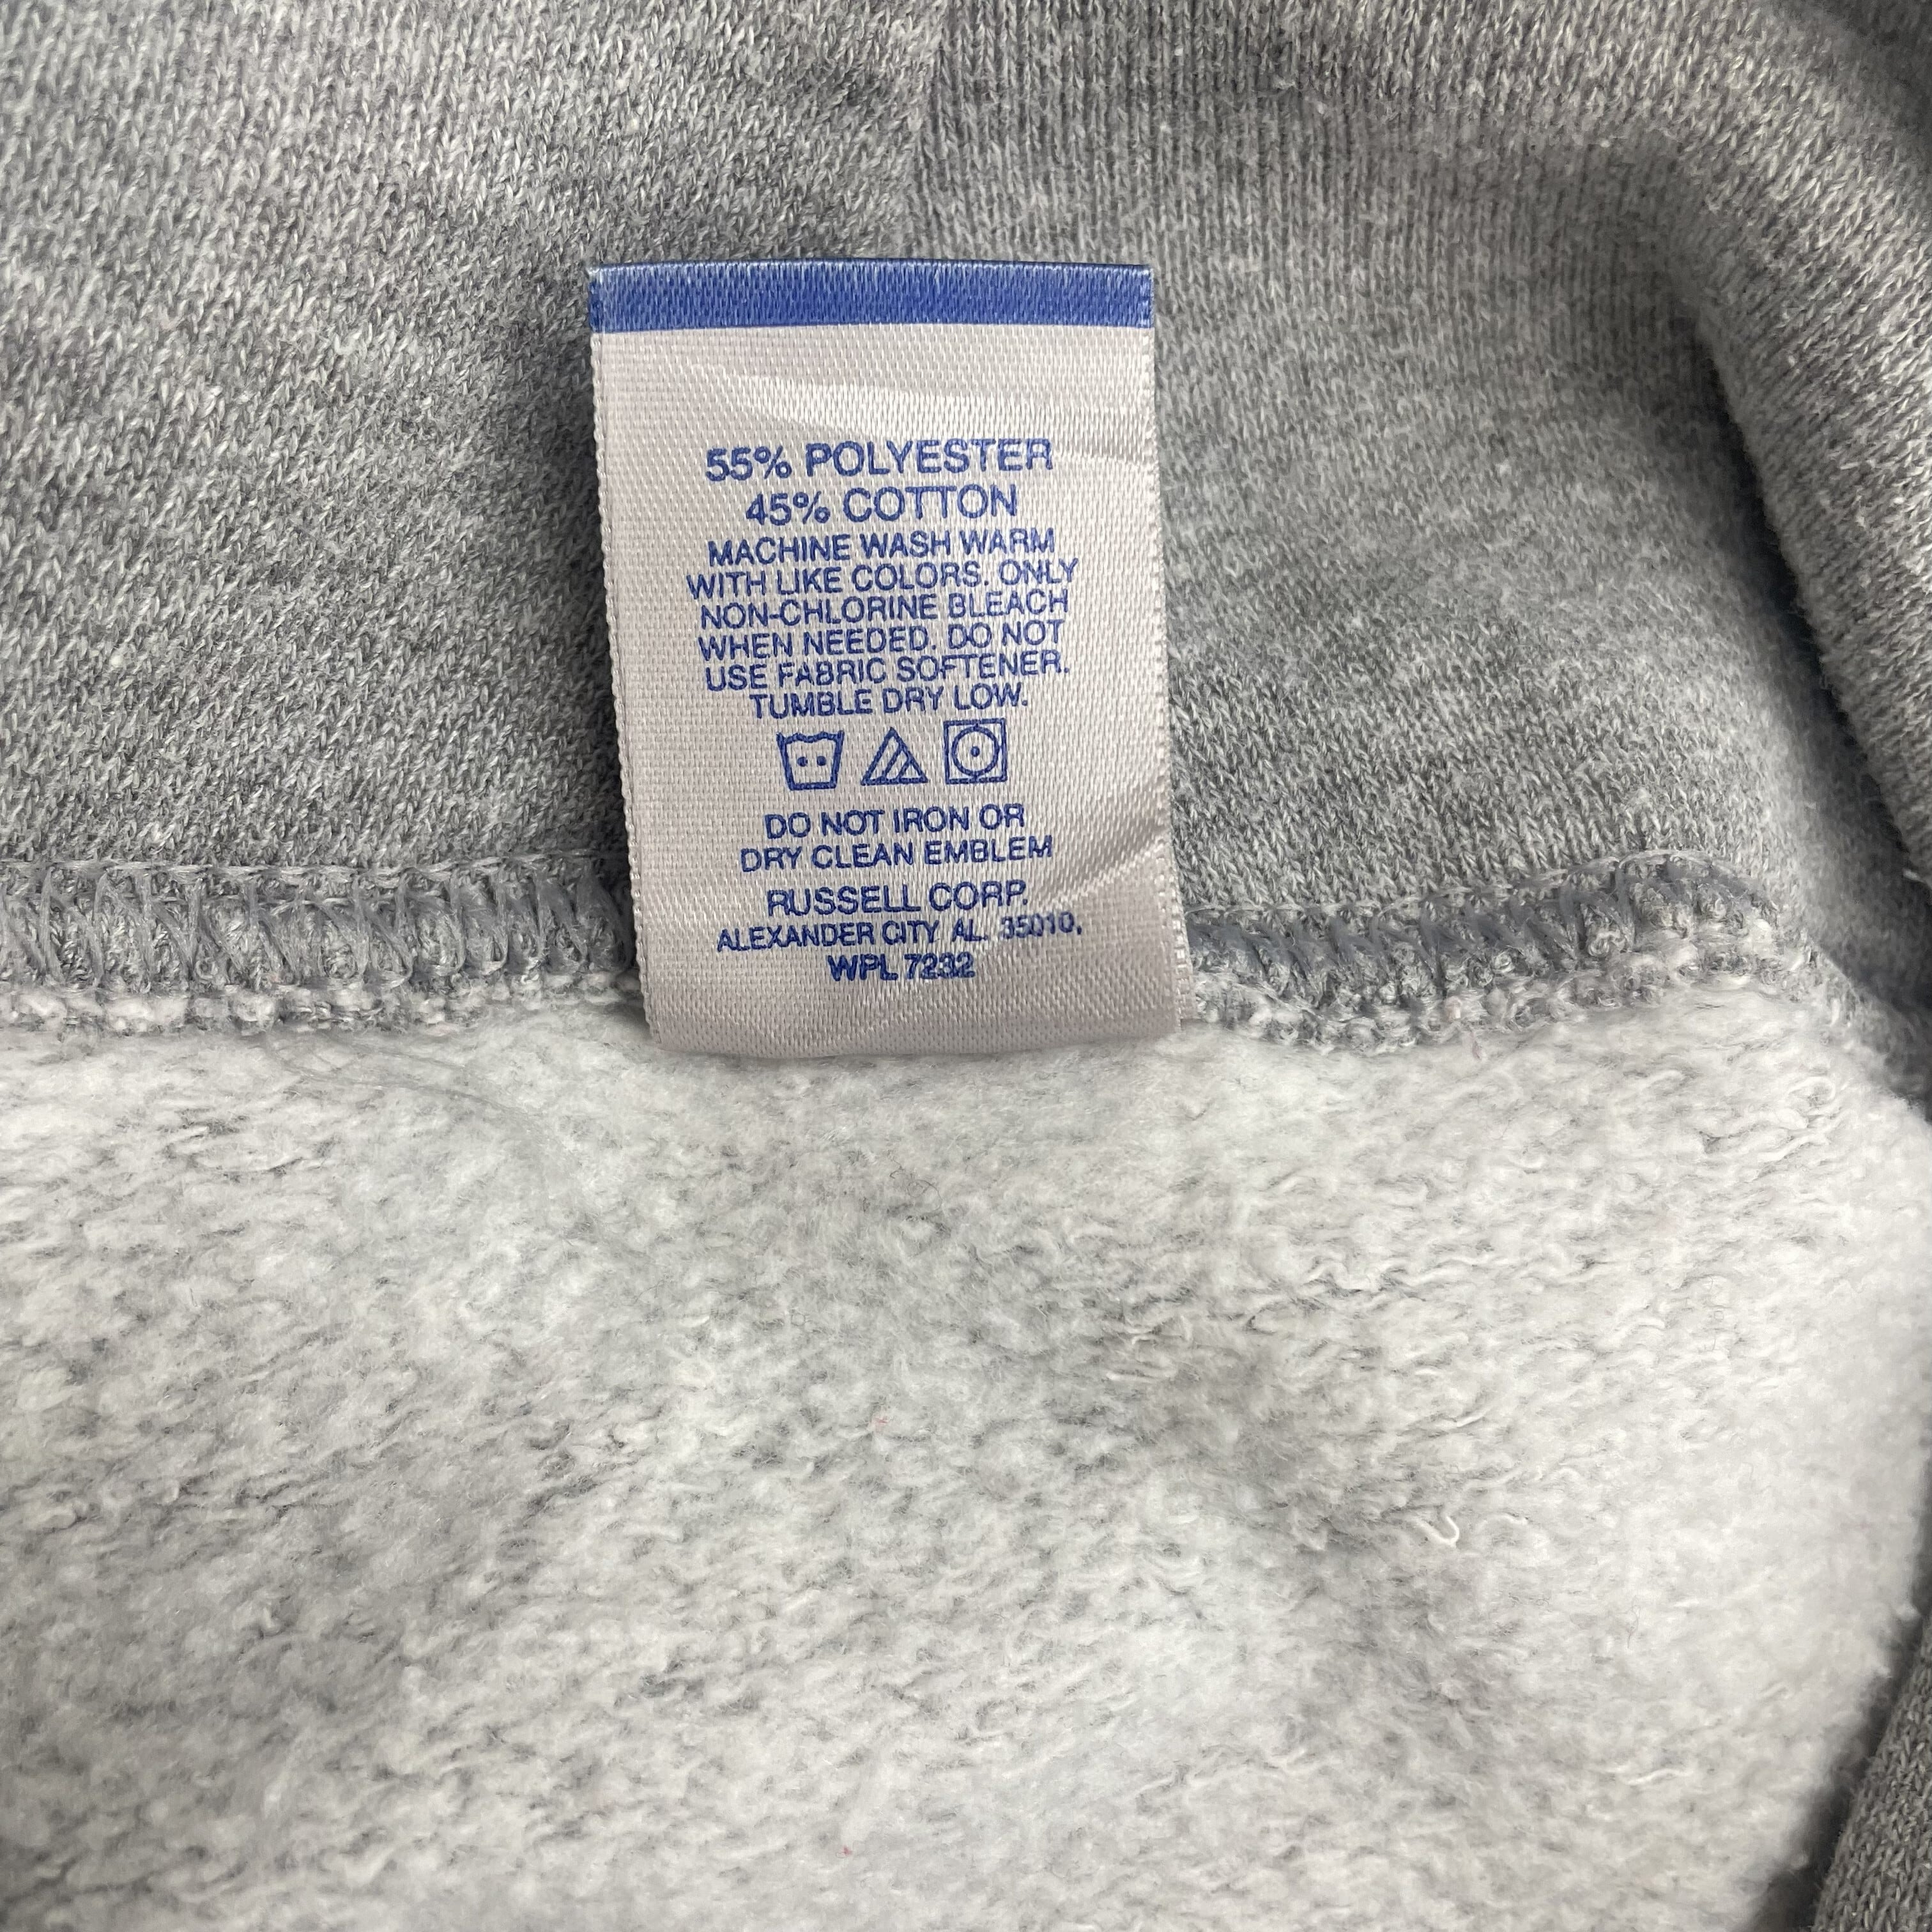 55% POLYESTER
45% COTTON
MACHINE WASH WARM
WITH LIKE COLORS. ONLY
NON-CHLORINE BLEACH
WHEN NEEDED. DO NOT
USE FABRIC SOFTENER.
TUMBLE DRY LOW.
DO NOT IRON OR
DRY CLEAN EMBLEM
RUSSELL CORP.
ALEXANDER CITY AL. 35010,
WPL 7232